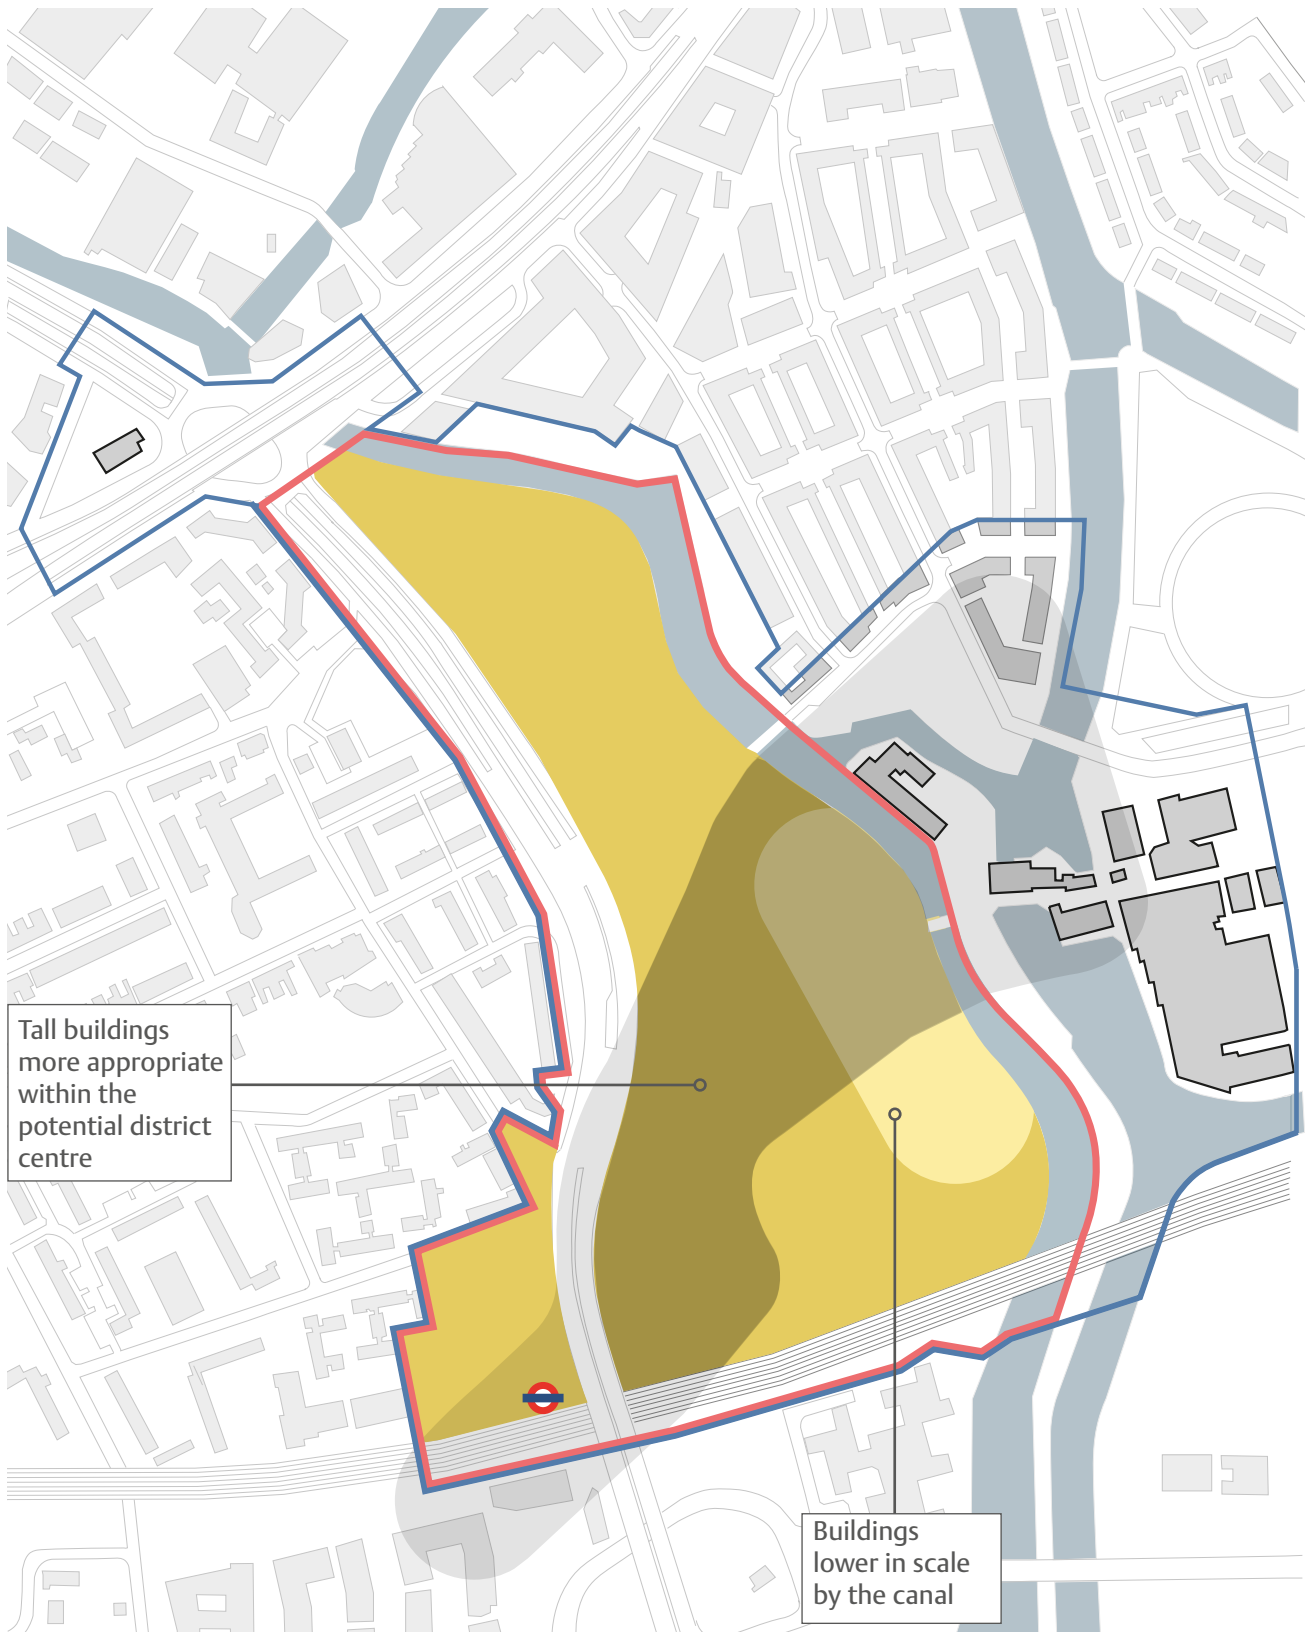 Tall buildings
more appropriate
within the
potential district
centre
Buildings
lower in scale
by the canal